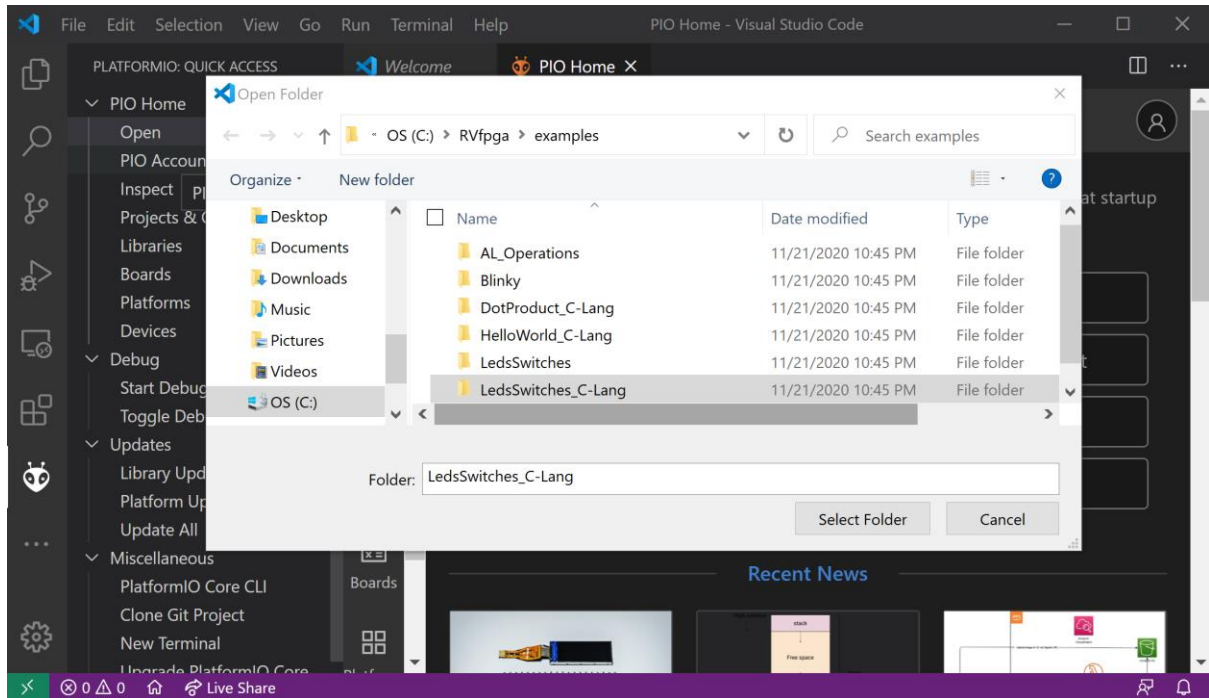 File Edit Selection View Go Run Terminal Help PIO Home - Visual Studio Code
PLATFORMIO: QUICK ACCESS
Welcome
PIO Home
PIO Home
Open
PIO Accoun
Inspect
Projects &
Libraries
Boards
Platforms
Devices
Debug
Start Debug
Toggle Deb
Updates
Library Upd
Platform Up
Update All
Miscellaneous
PlatformIO Core CLI
Clone Git Project
New Terminal
Upgrade PlatformIO Core
Open Folder
OS (C:) > RVfpga > examples
Search examples
Organize New folder
Desktop
Documents
Downloads
Music
Pictures
Videos
OS (C:)
Name Date modified Type
AL_Operations 11/21/2020 10:45 PM File folder
Blinky 11/21/2020 10:45 PM File folder
DotProduct_C-Lang 11/21/2020 10:45 PM File folder
HelloWorld_C-Lang 11/21/2020 10:45 PM File folder
LedsSwitches 11/21/2020 10:45 PM File folder
LedsSwitches_C-Lang 11/21/2020 10:45 PM File folder
Folder: LedsSwitches_C-Lang
Select Folder Cancel
at startup
Boards
Recent News
stack
Free space
0 0 Live Share